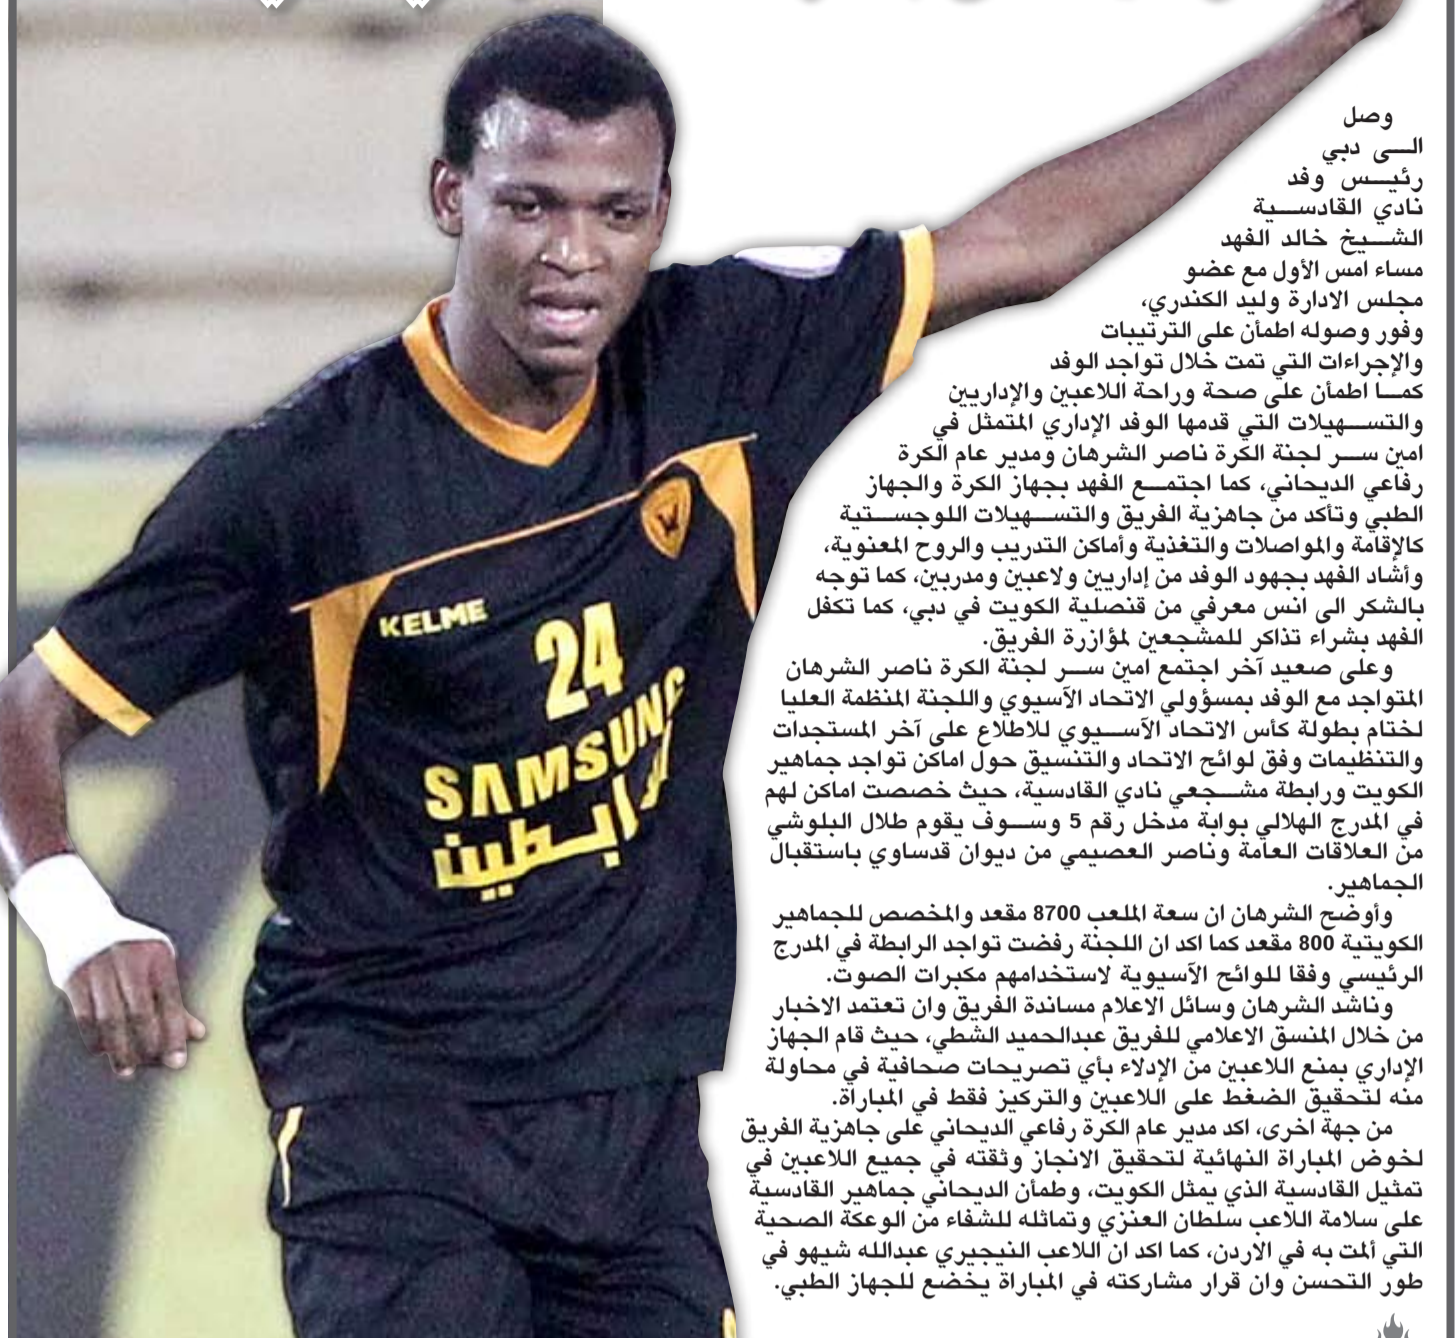 وصل
الى دبي
رئيس وفد
نادي القادسية
الشيخ خالد الفهد
مساء امس الأول مع عضو
مجلس الادارة وليد الكندري،
وفور وصوله اطمأن على الترتيبات
والإجراءات التي تمت خلال تواجد الوفد
كما اطمأن على صحة وراحة اللاعبين والإداريين
والتسهيلات التي قدمها الوفد الإداري المتمثل في
امين سر لجنة الكرة ناصر الشرهان ومدير عام الكرة
رفاعي الديحاني، كما اجتمع الفهد بجهاز الكرة والجهاز
الطبي وتأكد من جاهزية الفريق والتسهيلات اللوجستية
كالإقامة والمواصلات والتغذية وأماكن التدريب والروح المعنوية،
وأشاد الفهد بجهود الوفد من إداريين ولاعبين ومدربين، كما توجه
بالشكر الى انس معرفي من قنصلية الكويت في دبي، كما تكفل
الفهد بشراء تذاكر للمشجعين لمؤازرة الفريق.
وعلى صعيد آخر اجتمع امين سر لجنة الكرة ناصر الشرهان
المتواجد مع الوفد بمسؤولي الاتحاد الآسيوي واللجنة المنظمة العليا
لختام بطولة كأس الاتحاد الآسيوي للاطلاع على آخر المستجدات
والتنظيمات وفق لوائح الاتحاد والتنسيق حول اماكن تواجد جماهير
الكويت ورابطة مشجعي نادي القادسية، حيث خصصت اماكن لهم
في المدرج الهلالي بوابة مدخل رقم 5 وسوف يقوم طلال البلوشي
من العلاقات العامة وناصر العصيمي من ديوان قدساوي باستقبال
الجماهير.
وأوضح الشرهان ان سعة الملعب 8700 مقعد والمخصص للجماهير
الكويتية 800 مقعد كما اكد ان اللجنة رفضت تواجد الرابطة في المدرج
الرئيسي وفقا للوائح الآسيوية لاستخدامهم مكبرات الصوت.
وناشد الشرهان وسائل الاعلام مساندة الفريق وان تعتمد الاخبار
من خلال المنسق الاعلامي للفريق عبدالحميد الشطي، حيث قام الجهاز
الإداري بمنع اللاعبين من الإدلاء بأي تصريحات صحافية في محاولة
منه لتحقيق الضغط على اللاعبين والتركيز فقط في المباراة.
من جهة اخرى، اكد مدير عام الكرة رفاعي الديحاني على جاهزية الفريق
لخوض المباراة النهائية لتحقيق الانجاز وثقته في جميع اللاعبين في
تمثيل القادسية الذي يمثل الكويت، وطمأن الديحاني جماهير القادسية
على سلامة اللاعب سلطان العنزي وتماثله للشفاء من الوعكة الصحية
التي ألمت به في الاردن، كما اكد ان اللاعب النيجيري عبدالله شيهو في
طور التحسن وان قرار مشاركته في المباراة يخضع للجهاز الطبي.
KELME
24
SAMSUNG